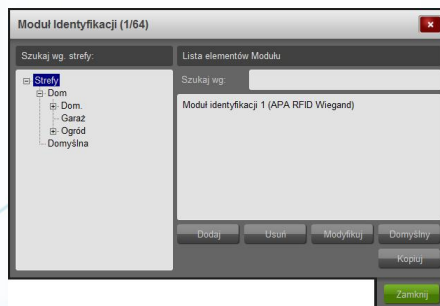 Moduł Identyfikacji (1/64)
Szukaj wg. strefy:
Strefy
Dom
Dom.
Garaż
Ogród
Domyślna
Lista elementów Modułu
Szukaj wg:
Moduł identyfikacji 1 (APA RFID Wiegand)
Dodaj Usuń Modyfikuj Domyślny
Kopiuj
Zamknij